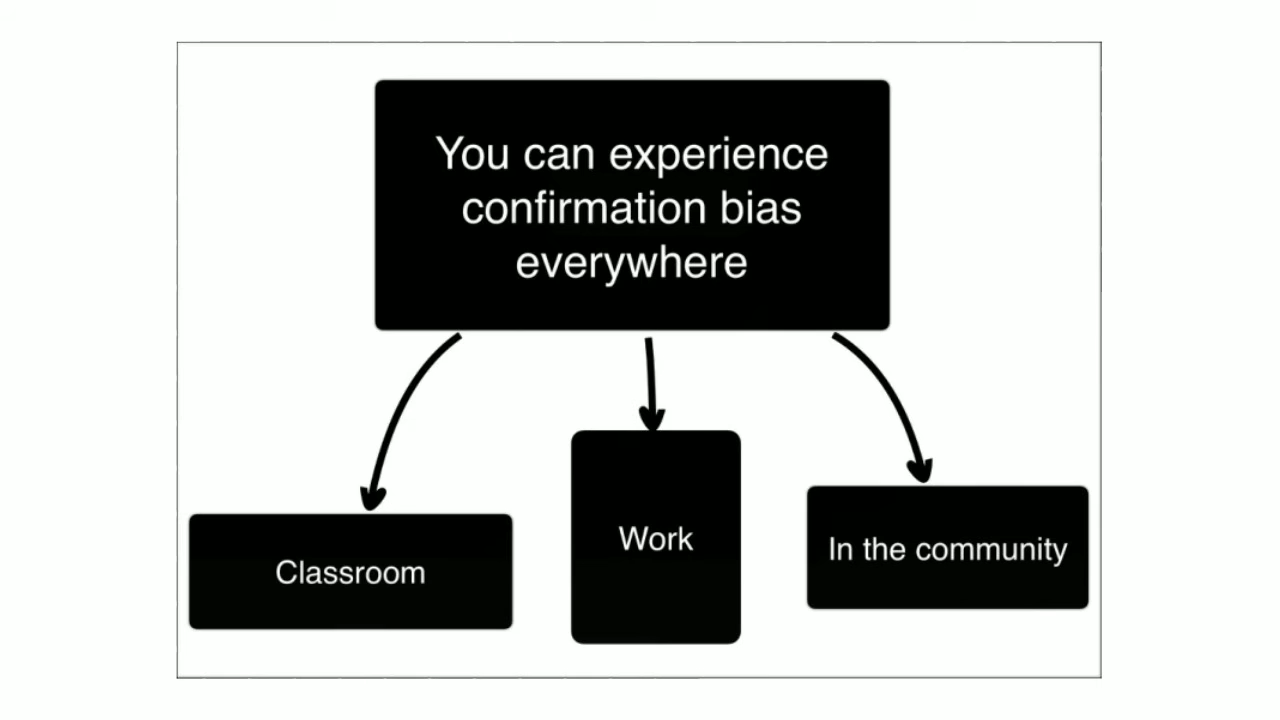 You can experience
confirmation bias
everywhere
Classroom
Work
In the community